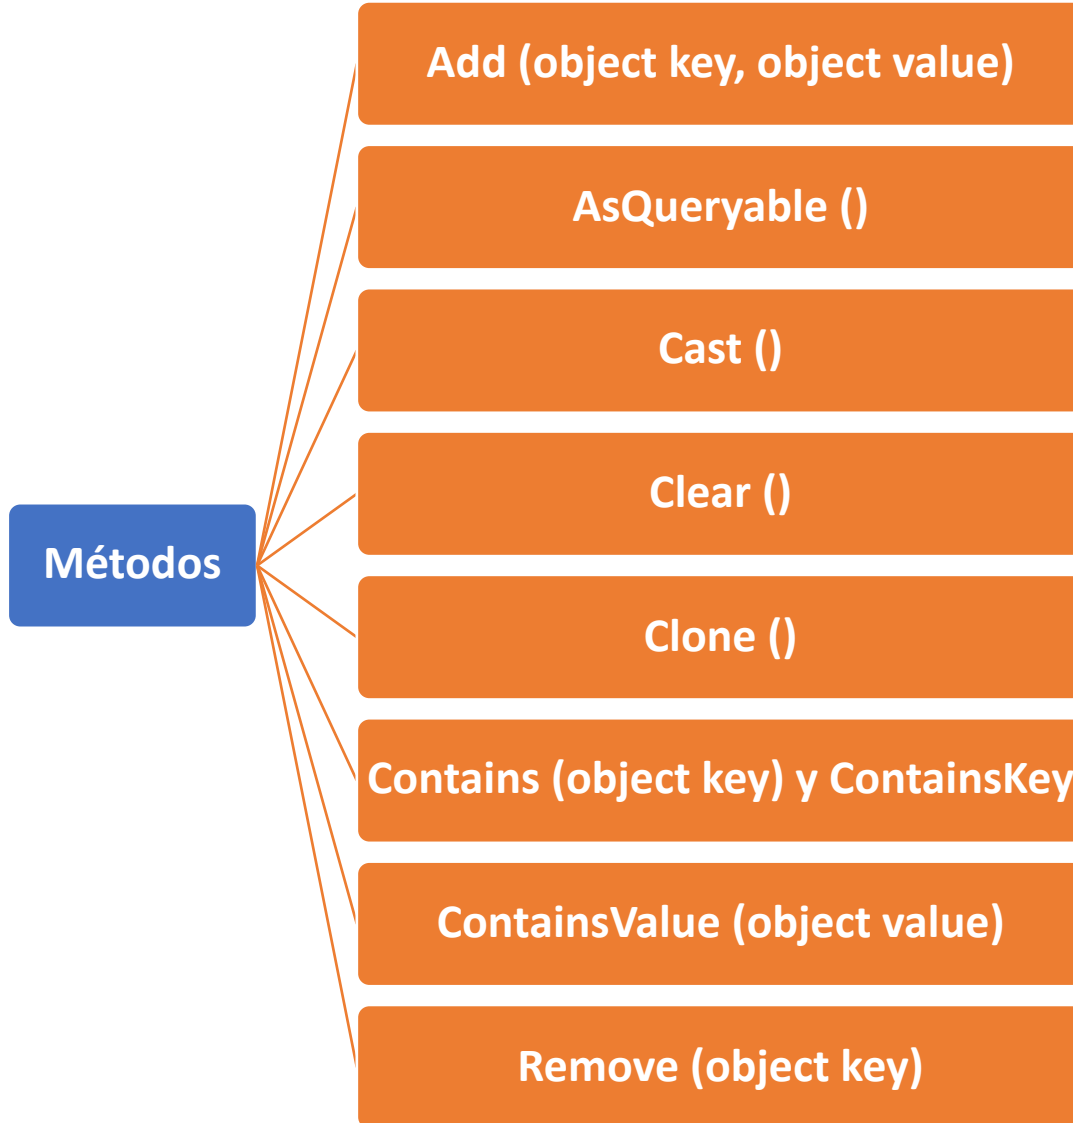 Add (object key, object value)
AsQueryable ()
Cast ()
Clear ()
Métodos
Clone ()
Contains (object key) y ContainsKey
ContainsValue (object value)
Remove (object key)